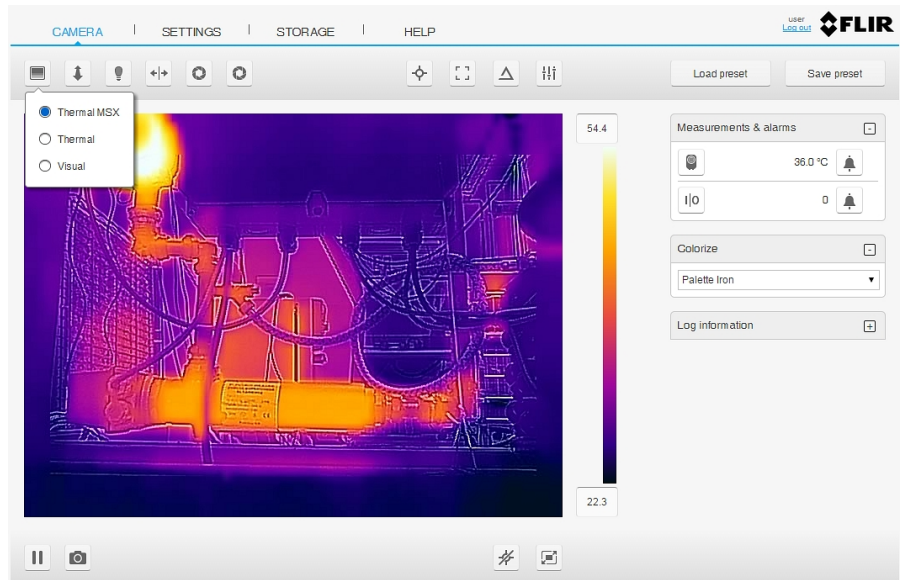 CAMERA SETTINGS STORAGE HELP
user
Log out
FLIR
Load preset Save preset
Thermal MSX
Thermal
Visual
54.4
22.3
Measurements & alarms -
36.0 °C
I|O 0
Colorize -
Palette Iron
Log information +